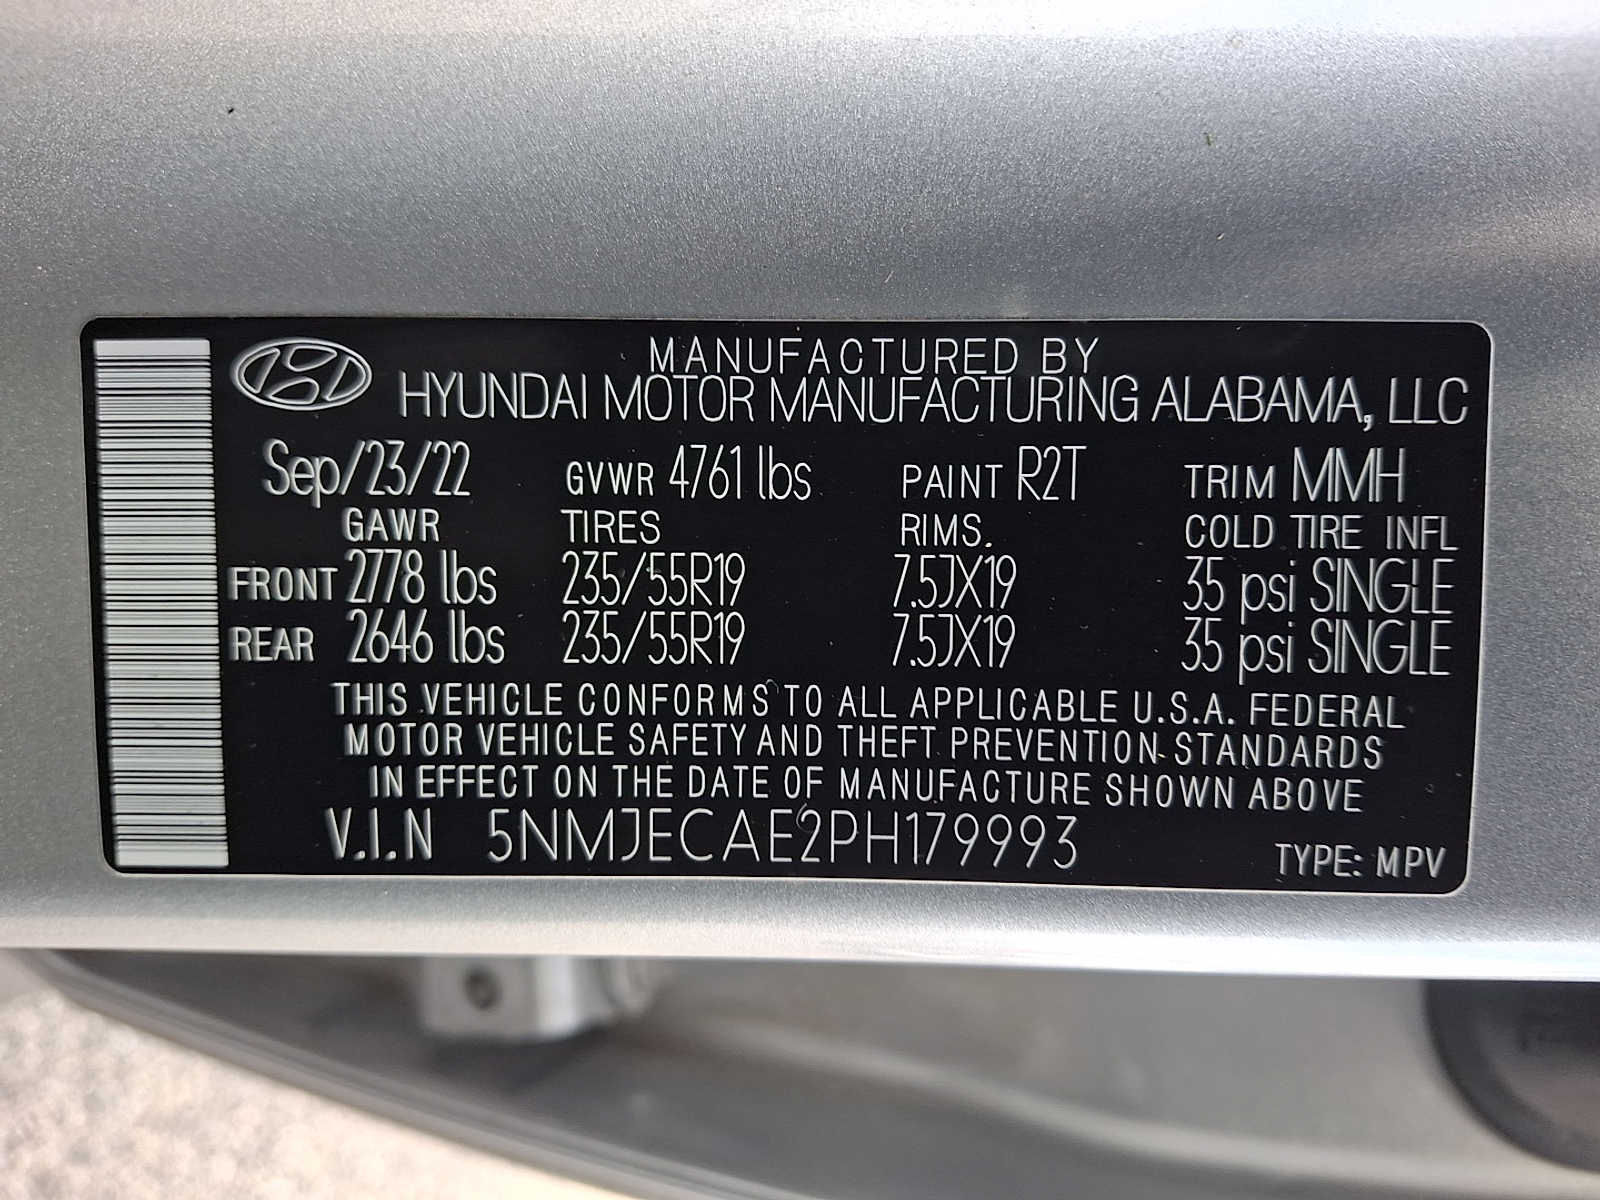 MANUFACTURED BY
HYUNDAI MOTOR MANUFACTURING ALABAMA, LLC
Sep/23/22 GVWR 4761 lbs PAINT R2T TRIM MMH
GAWR TIRES RIMS. COLD TIRE INFL
FRONT 2778 lbs 235/55R19 7.5JX19 35 psi SINGLE
REAR 2646 lbs 235/55R19 7.5JX19 35 psi SINGLE
THIS VEHICLE CONFORMS TO ALL APPLICABLE U.S.A. FEDERAL
MOTOR VEHICLE SAFETY AND THEFT PREVENTION STANDARDS
IN EFFECT ON THE DATE OF MANUFACTURE SHOWN ABOVE
V.I.N 5NMJECAE2PH179993 TYPE: MPV